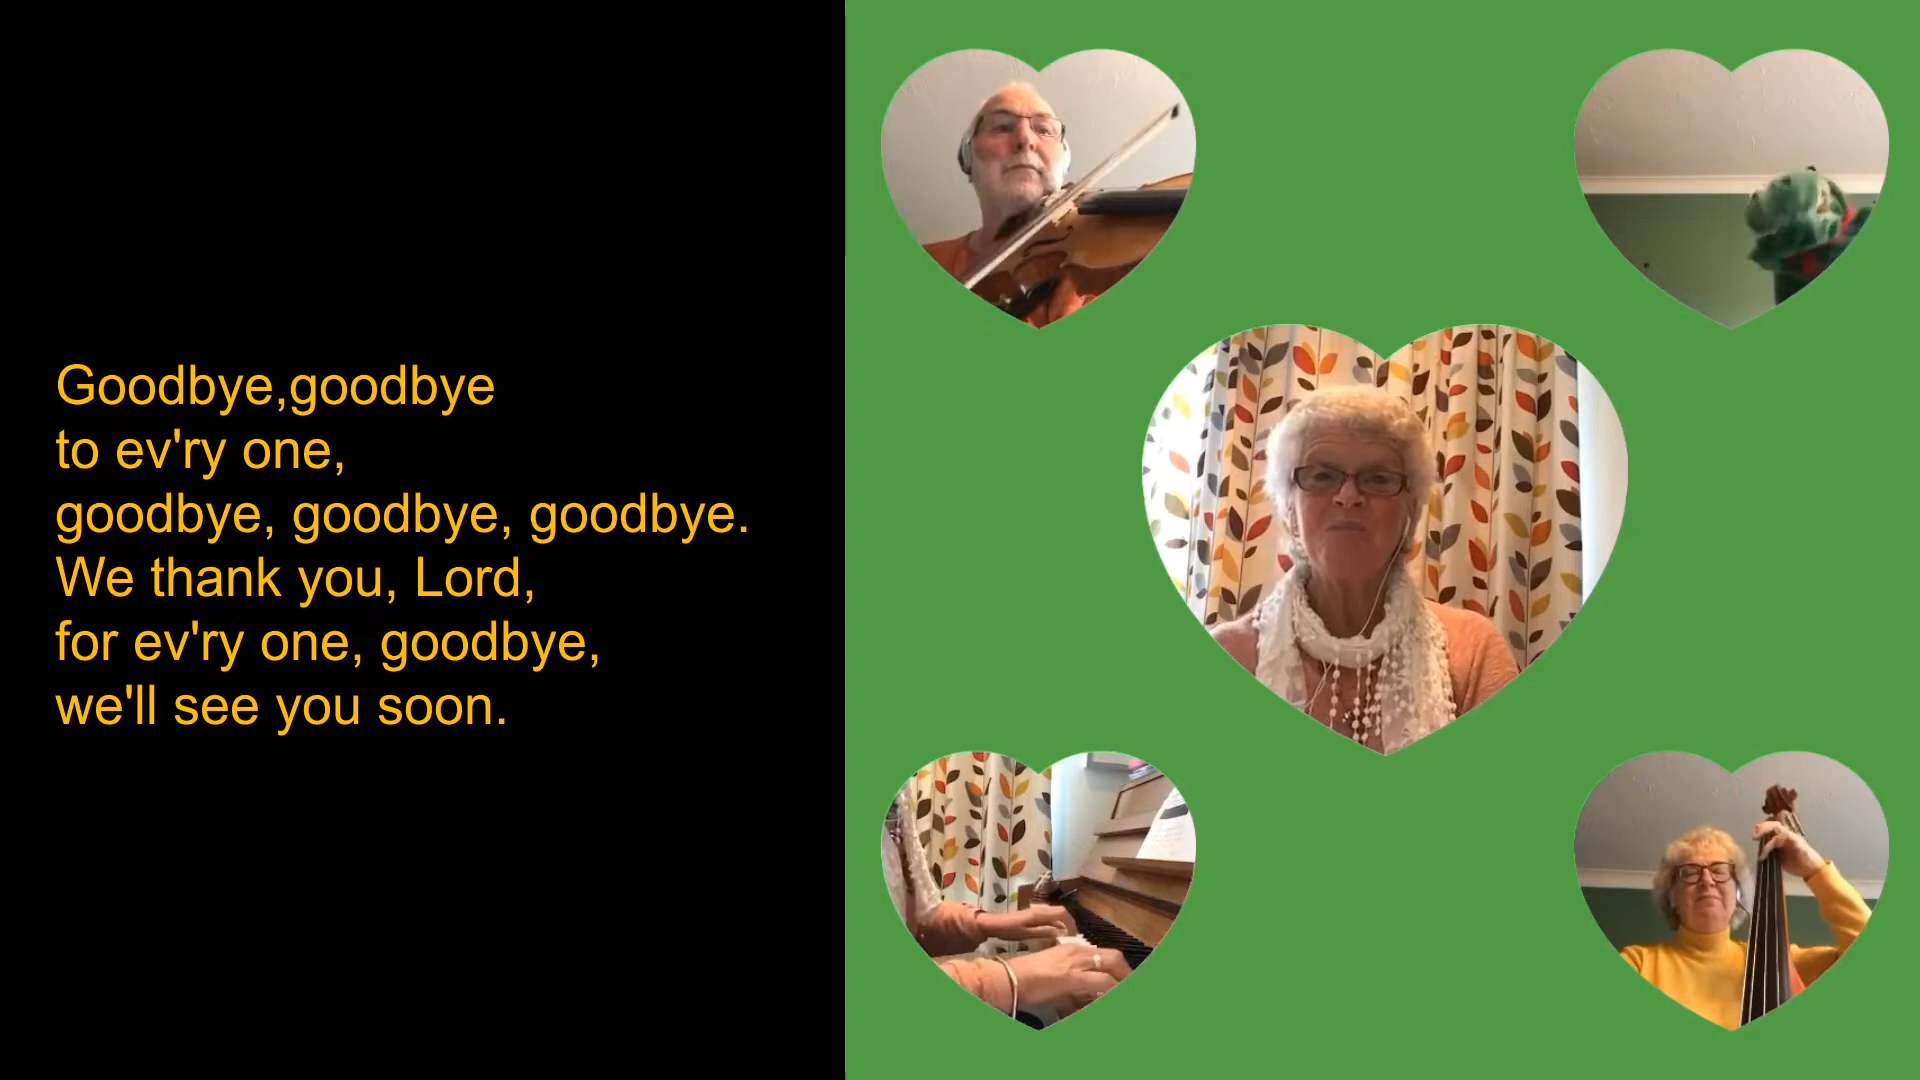 Goodbye,goodbye
to ev'ry one,
goodbye, goodbye, goodbye.
We thank you, Lord,
for ev'ry one, goodbye,
we'll see you soon.